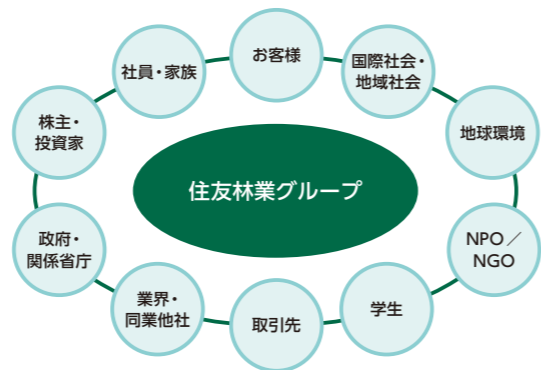 お客様
国際社会・
地域社会
地球環境
NPO／
NGO
学生
取引先
業界・
同業他社
政府・
関係省庁
株主・
投資家
社員・家族
住友林業グループ